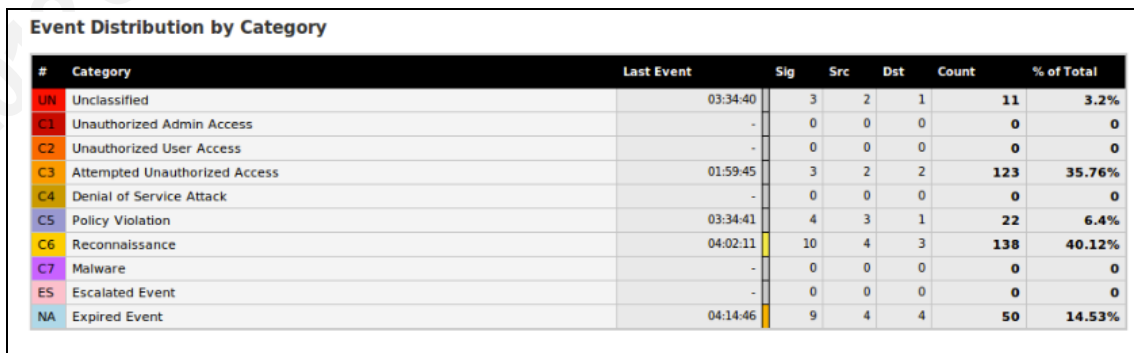 Event Distribution by Category
# Category Last Event Sig Src Dst Count % of Total
UN Unclassified 03:34:40 3 2 1 11 3.2%
C1 Unauthorized Admin Access - 0 0 0 0 0
C2 Unauthorized User Access - 0 0 0 0 0
C3 Attempted Unauthorized Access 01:59:45 3 2 2 123 35.76%
C4 Denial of Service Attack - 0 0 0 0 0
C5 Policy Violation 03:34:41 4 3 1 22 6.4%
C6 Reconnaissance 04:02:11 10 4 3 138 40.12%
C7 Malware - 0 0 0 0 0
ES Escalated Event - 0 0 0 0 0
NA Expired Event 04:14:46 9 4 4 50 14.53%